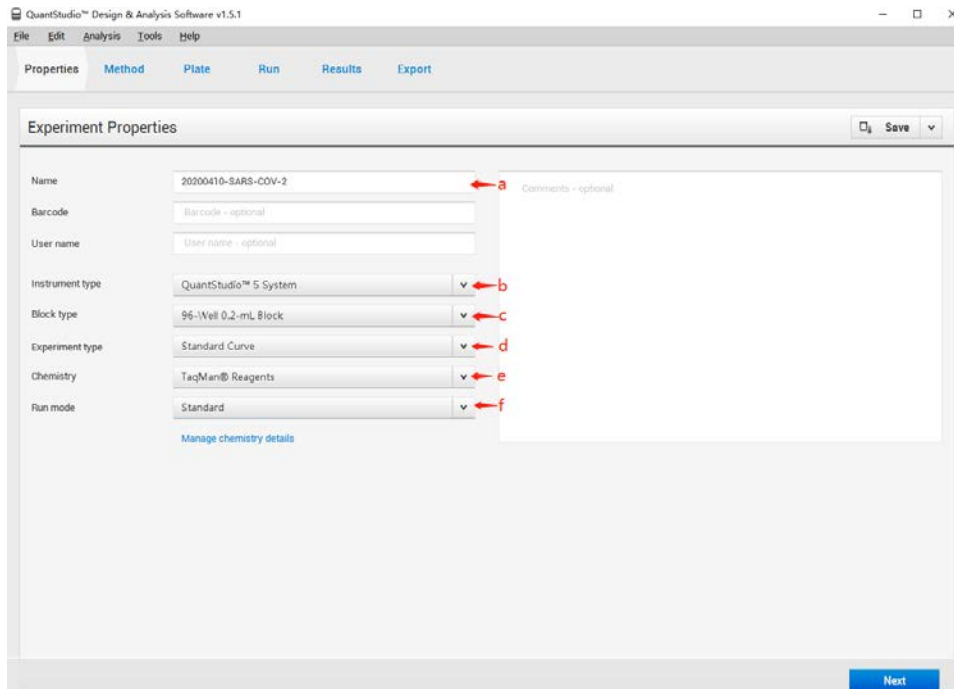 QuantStudio™ Design & Analysis Software v1.5.1
File Edit Analysis Tools Help
Properties Method Plate Run Results Export
Experiment Properties
Save
Name 20200410-SARS-COV-2 a Comments - optional
Barcode Barcode - optional
User name User name - optional
Instrument type QuantStudio™ 5 System b
Block type 96-Well 0.2-mL Block c
Experiment type Standard Curve d
Chemistry TaqMan® Reagents e
Run mode Standard f
Manage chemistry details
Next